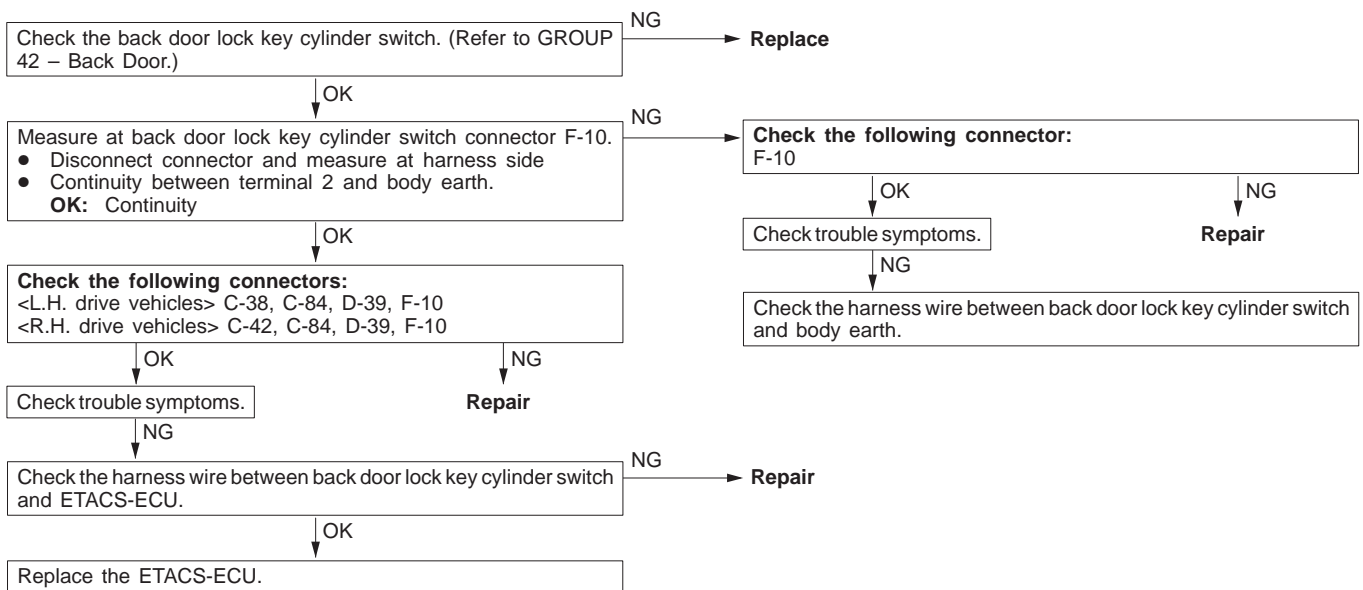 Check the back door lock key cylinder switch. (Refer to GROUP
42 – Back Door.)
NG
Replace
OK
Measure at back door lock key cylinder switch connector F-10.
● Disconnect connector and measure at harness side
● Continuity between terminal 2 and body earth.
OK: Continuity
NG
Check the following connector:
F-10
OK
NG
Check trouble symptoms.
Repair
NG
Check the harness wire between back door lock key cylinder switch
and body earth.
OK
Check the following connectors:
<L.H. drive vehicles> C-38, C-84, D-39, F-10
<R.H. drive vehicles> C-42, C-84, D-39, F-10
OK
NG
Check trouble symptoms.
Repair
NG
Check the harness wire between back door lock key cylinder switch
and ETACS-ECU.
NG
Repair
OK
Replace the ETACS-ECU.